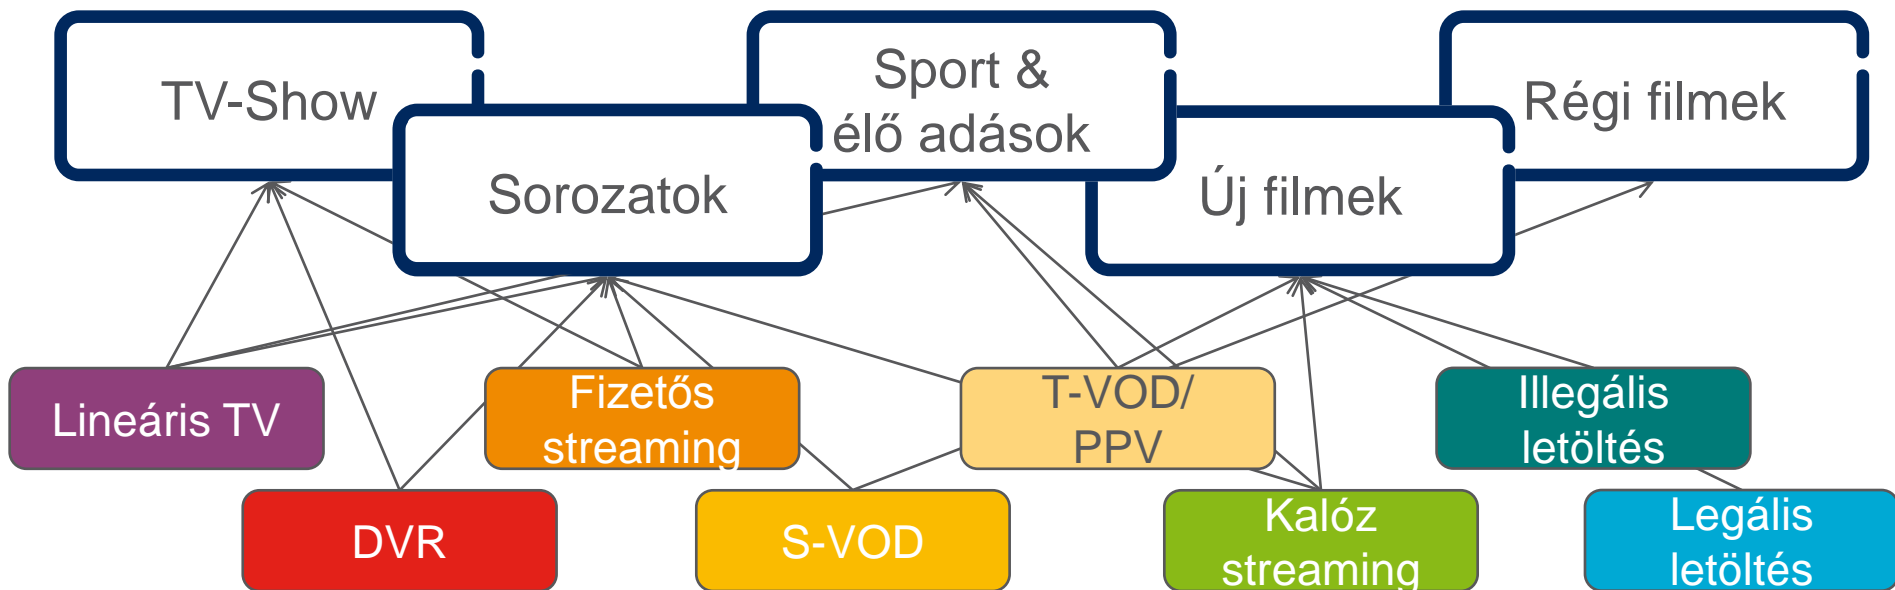 TV-Show
Sport &
élő adások
Régi filmek
Sorozatok
Új filmek
Lineáris TV
Fizetős
streaming
T-VOD/
PPV
Illegális
letöltés
DVR
S-VOD
Kalóz
streaming
Legális
letöltés